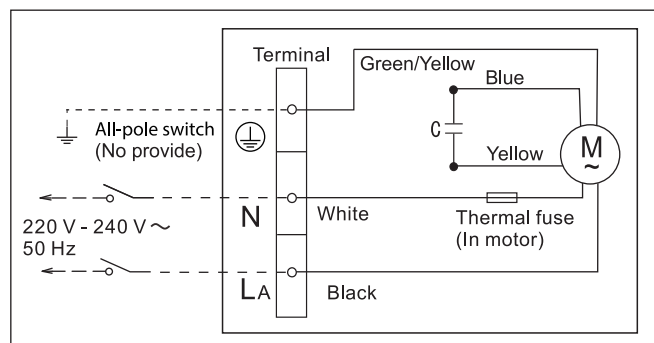 Terminal
Green/Yellow
Blue
All-pole switch
(No provide)
C
Yellow
M
~
N
White
Thermal fuse
(In motor)
220 V - 240 V ~
50 Hz
LA
Black